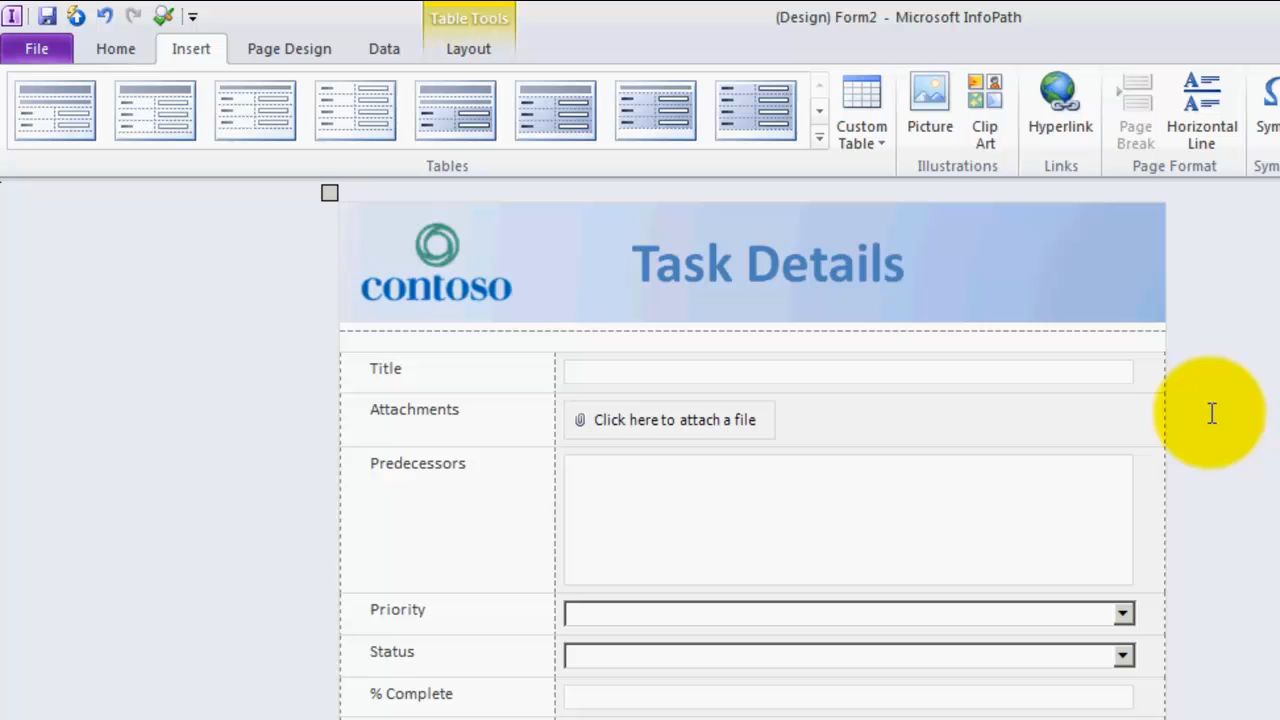 (Design) Form2 - Microsoft InfoPath
Table Tools
File Home Insert Page Design Data Layout
Custom Table
Picture
Clip Art
Hyperlink
Page Break
Horizontal Line
Tables
Illustrations
Links
Page Format
contoso
Task Details
Title
Attachments
Click here to attach a file
Predecessors
Priority
Status
% Complete